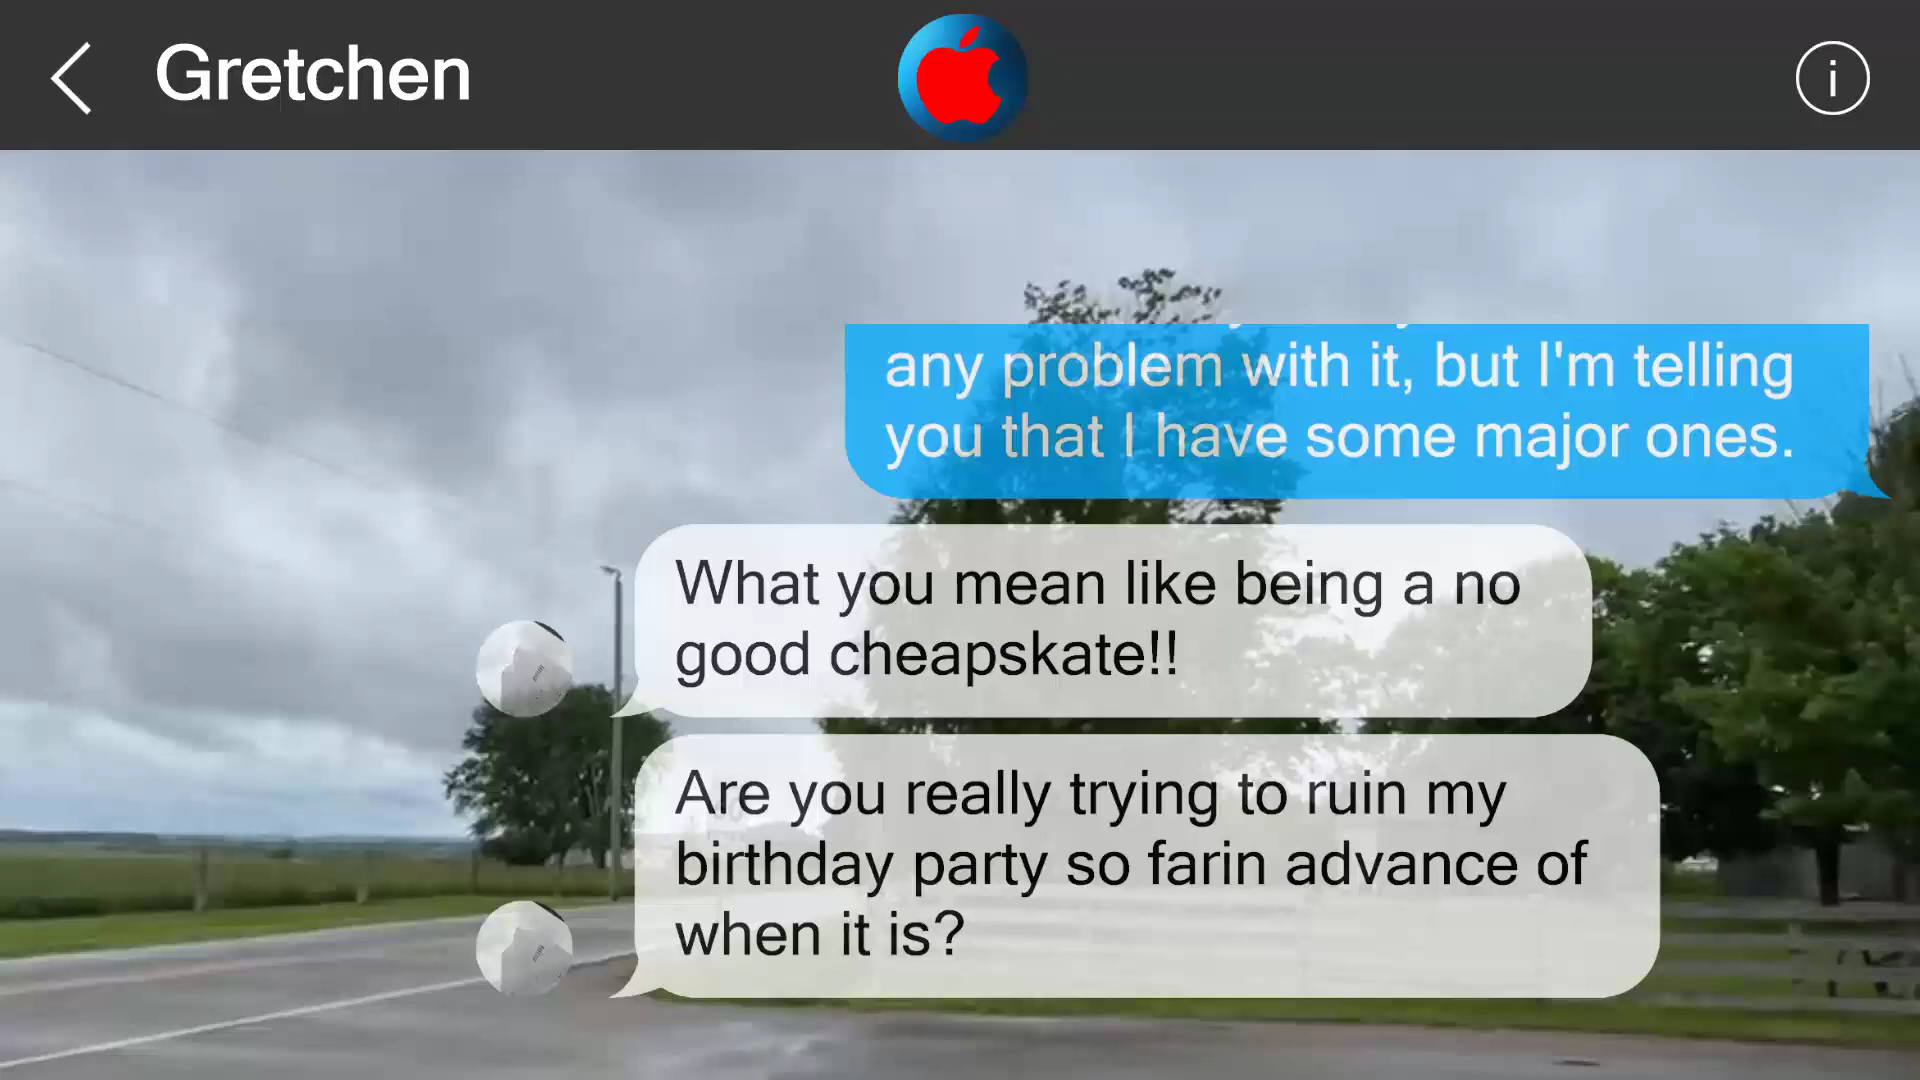 Gretchen
i
any problem with it, but I'm telling
you that I have some major ones.
What you mean like being a no
good cheapskate!!
Are you really trying to ruin my
birthday party so farin advance of
when it is?